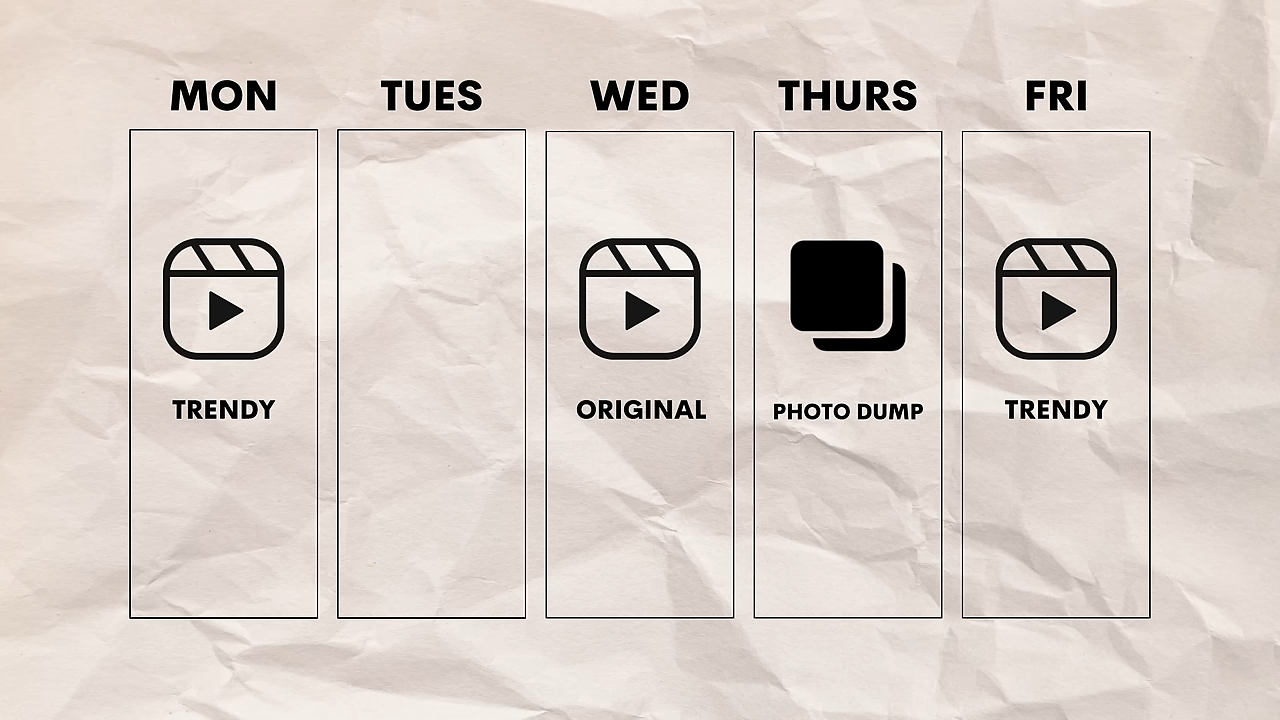 MON
TUES
WED
THURS
FRI
TRENDY
ORIGINAL
PHOTO DUMP
TRENDY